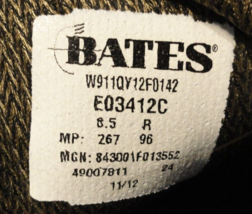 BATES®
W911QY12F0142
E03412C
8.5 R
MP: 267 96
MGN: 843001F013552
49007811 24
11/12